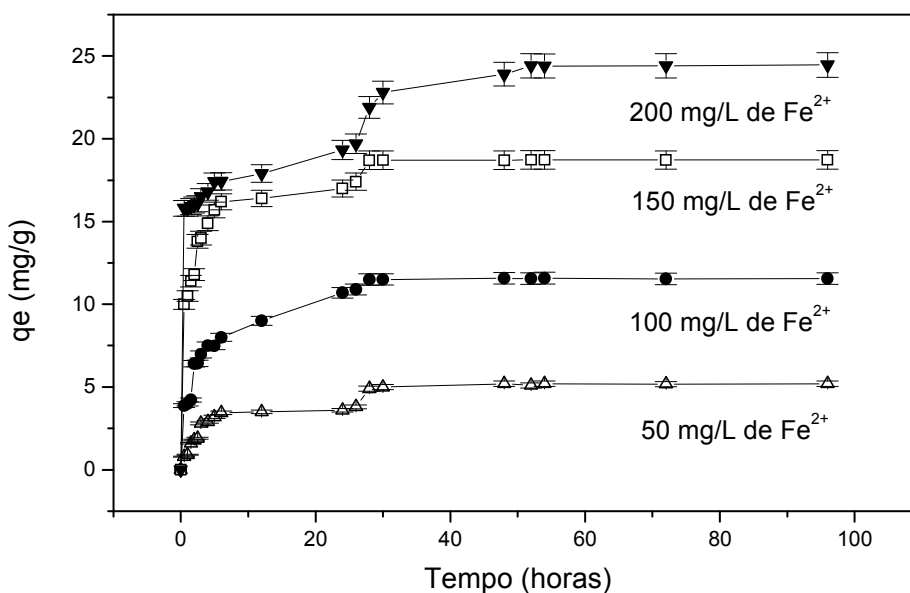 25
20
15
10
5
0
qe (mg/g)
200 mg/L de Fe²⁺
150 mg/L de Fe²⁺
100 mg/L de Fe²⁺
50 mg/L de Fe²⁺
0 20 40 60 80 100
Tempo (horas)